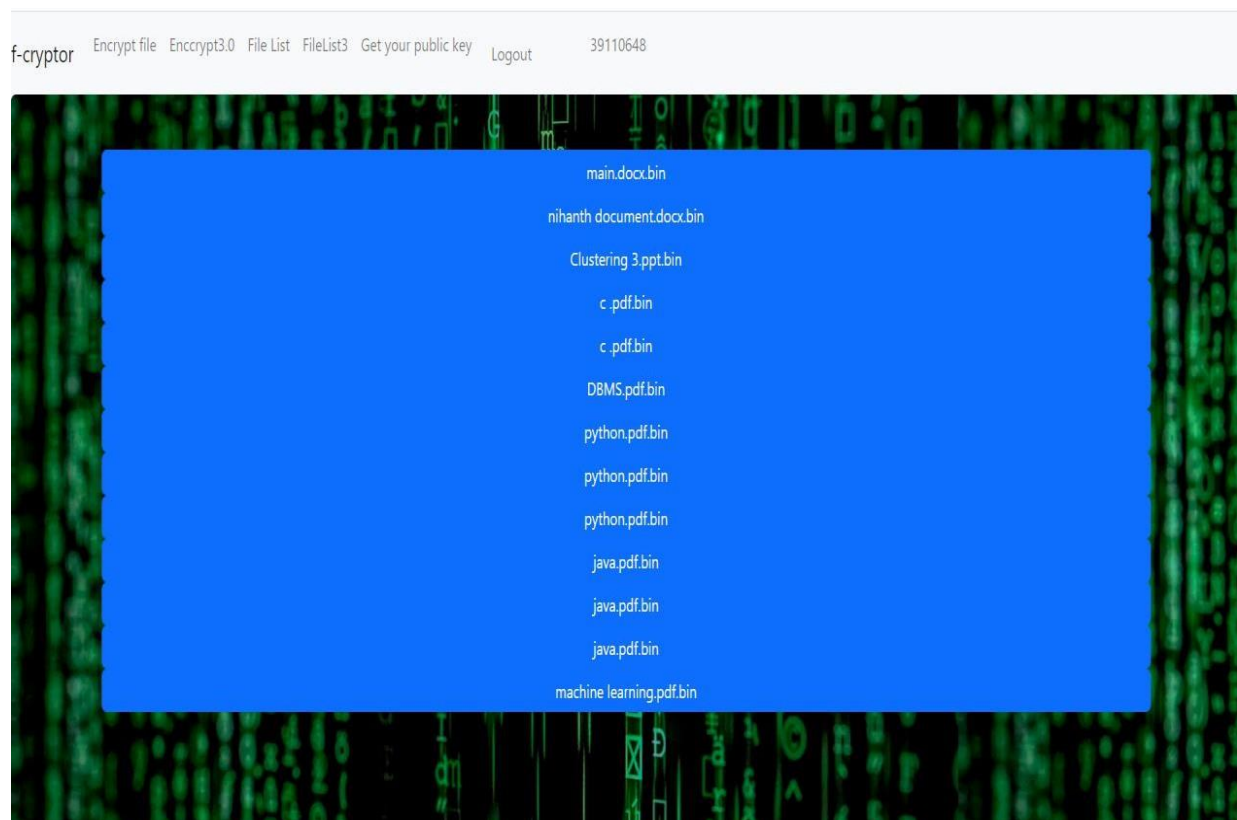 f-cryptor Encrypt file Enccrypt3.0 File List FileList3 Get your public key Logout 39110648
main.docx.bin
nihanth document.docx.bin
Clustering 3.ppt.bin
c .pdf.bin
c .pdf.bin
DBMS.pdf.bin
python.pdf.bin
python.pdf.bin
python.pdf.bin
java.pdf.bin
java.pdf.bin
java.pdf.bin
machine learning.pdf.bin